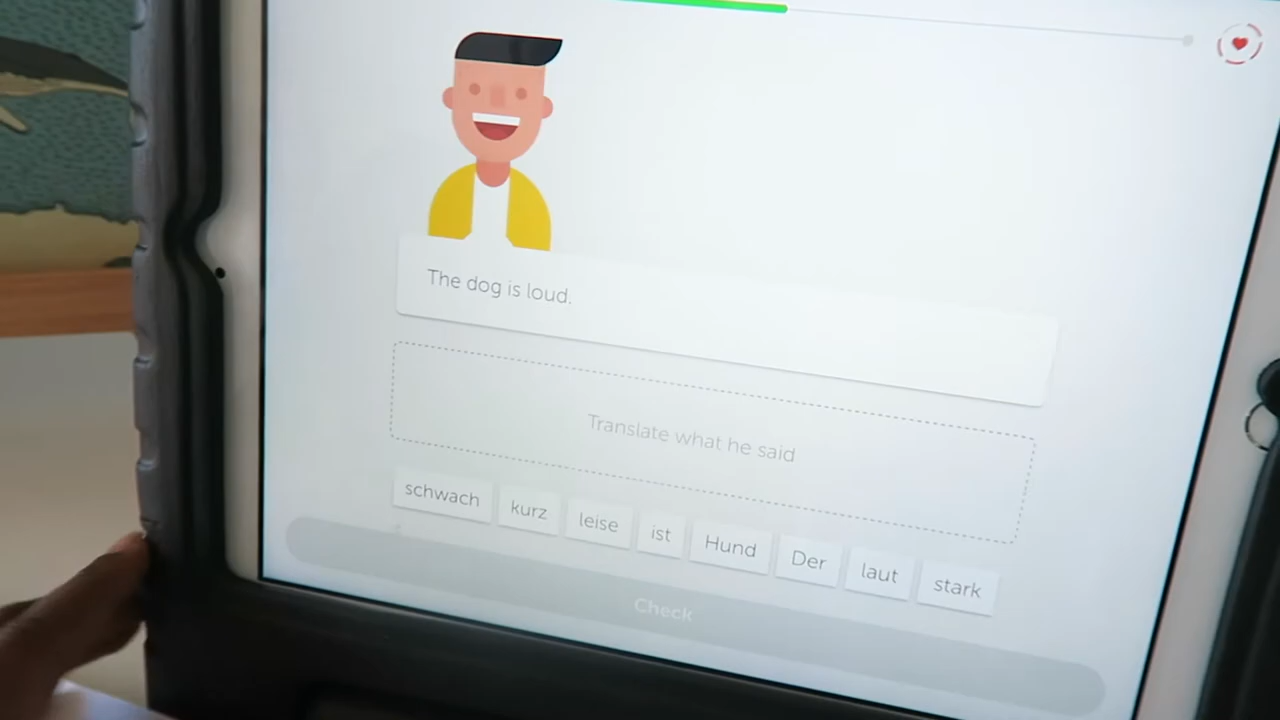 The dog is loud.
Translate what he said
schwach kurz leise ist Hund Der laut stark
Check